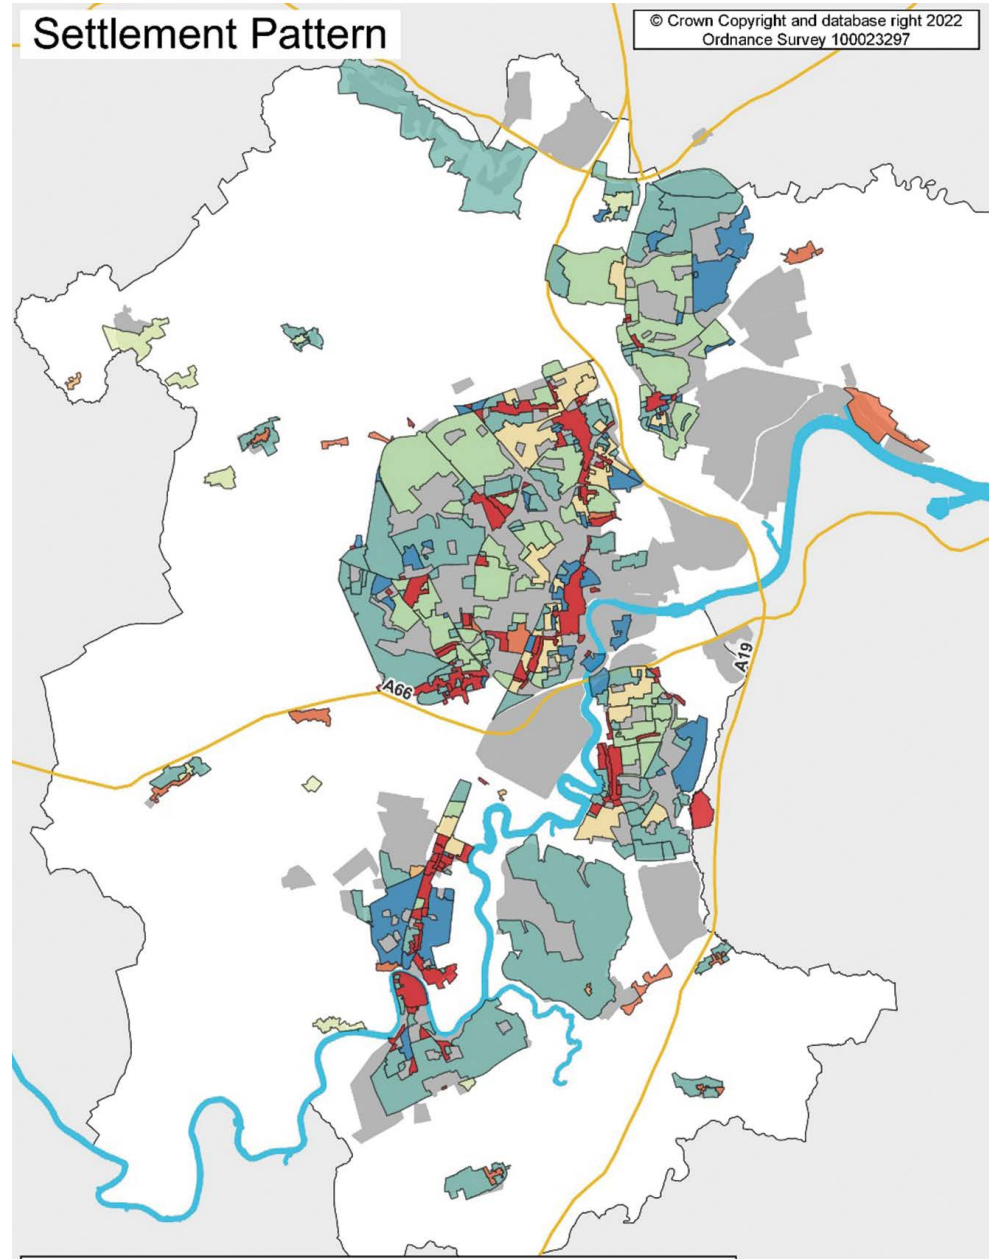 Settlement Pattern
© Crown Copyright and database right 2022
Ordnance Survey 100023297
A19
A66